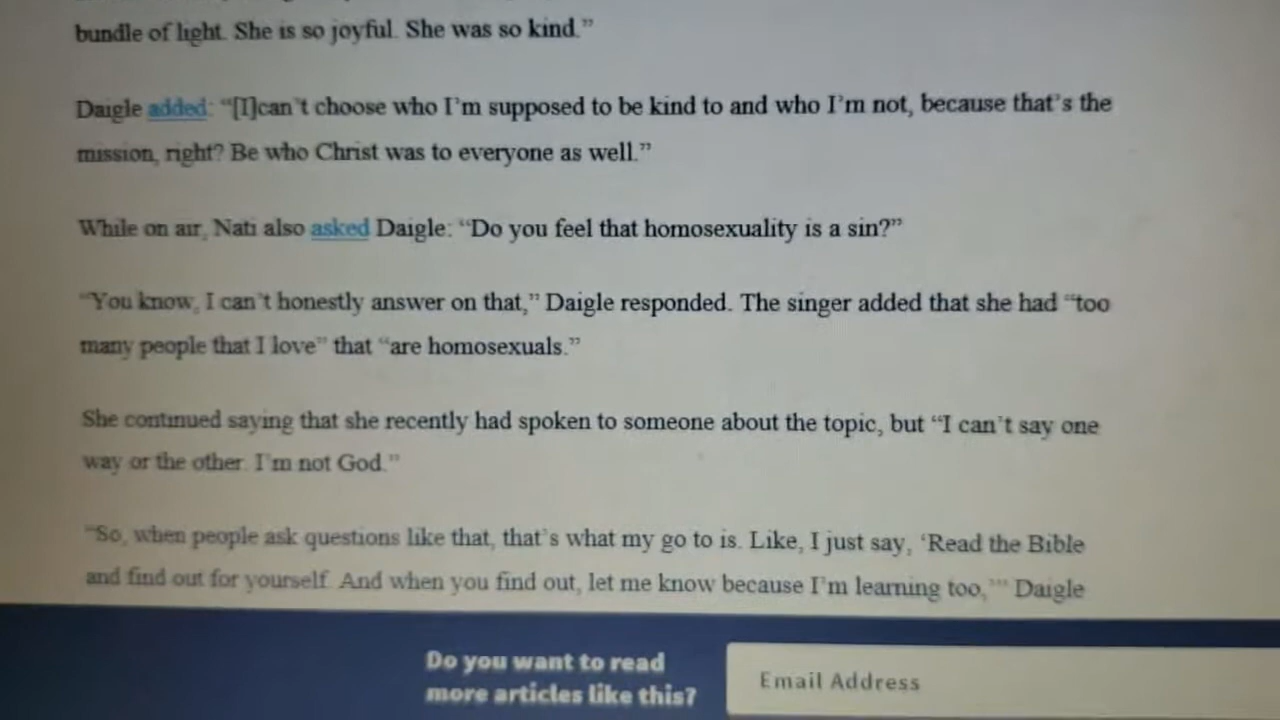 bundle of light. She is so joyful. She was so kind.”
Daigle added: “[I]can’t choose who I’m supposed to be kind to and who I’m not, because that’s the
mission, right? Be who Christ was to everyone as well.”
While on air, Nati also asked Daigle: “Do you feel that homosexuality is a sin?”
“You know, I can’t honestly answer on that,” Daigle responded. The singer added that she had “too
many people that I love” that “are homosexuals.”
She continued saying that she recently had spoken to someone about the topic, but “I can’t say one
way or the other. I’m not God.”
“So, when people ask questions like that, that’s what my go to is. Like, I just say, ‘Read the Bible
and find out for yourself. And when you find out, let me know because I’m learning too,’” Daigle
Do you want to read
more articles like this?
Email Address